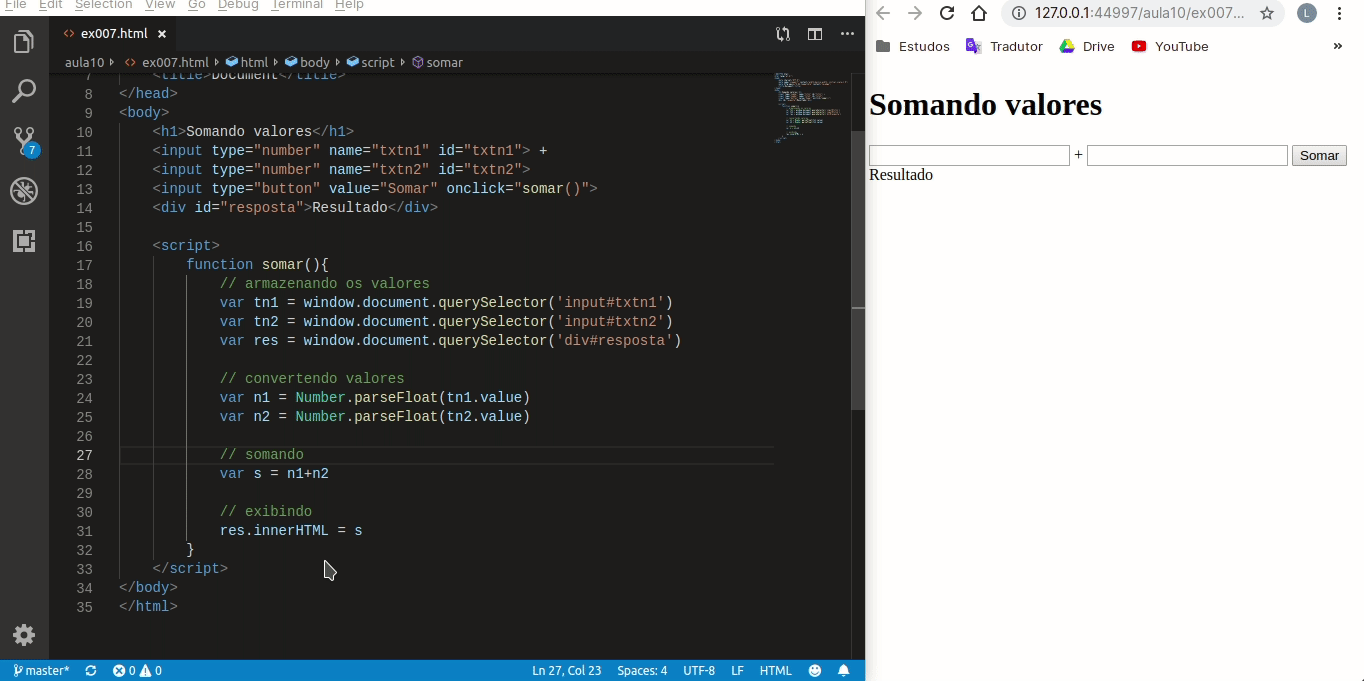 File Edit Selection View Go Debug Terminal Help
ex007.html
aula10 ex007.html html body script somar
7 <title>Document</title>
8 </head>
9 <body>
10 <h1>Somando valores</h1>
11 <input type="number" name="txtn1" id="txtn1"> +
12 <input type="number" name="txtn2" id="txtn2">
13 <input type="button" value="Somar" onclick="somar()">
14 <div id="resposta">Resultado</div>
15
16 <script>
17 function somar(){
18 // armazenando os valores
19 var tn1 = window.document.querySelector('input#txtn1')
20 var tn2 = window.document.querySelector('input#txtn2')
21 var res = window.document.querySelector('div#resposta')
22
23 // convertendo valores
24 var n1 = Number.parseFloat(tn1.value)
25 var n2 = Number.parseFloat(tn2.value)
26
27 // somando
28 var s = n1+n2
29
30 // exibindo
31 res.innerHTML = s
32 }
33 </script>
34 </body>
35 </html>
7
master* 0 0 Ln 27, Col 23 Spaces: 4 UTF-8 LF HTML
127.0.0.1:44997/aula10/ex007... L
Estudos Tradutor Drive YouTube »
Somando valores
+ Somar
Resultado